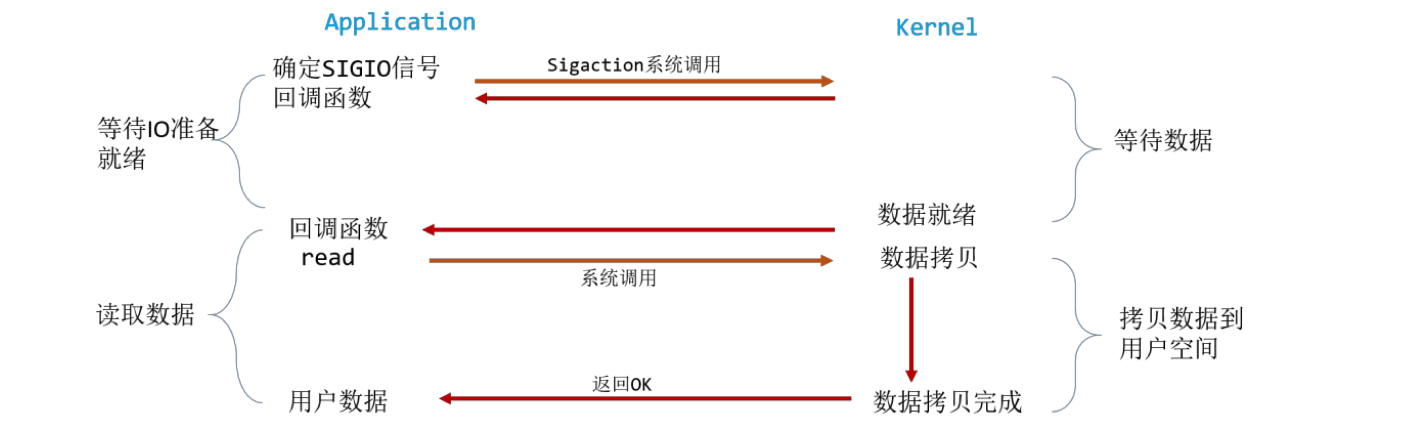 Application
Kernel
确定SIGIO信号
回调函数
Sigaction系统调用
等待IO准备
就绪
等待数据
数据就绪
回调函数
read
数据拷贝
系统调用
读取数据
拷贝数据到
用户空间
返回OK
用户数据
数据拷贝完成